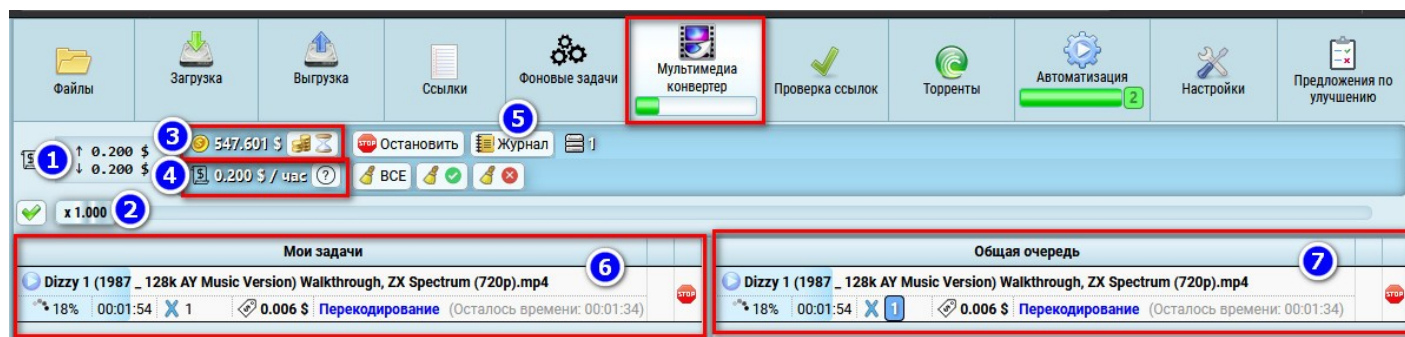 Файлы
Загрузка
Выгрузка
Ссылки
Фоновые задачи
Мультимедиа
конвертер
Проверка ссылок
Торренты
Автоматизация
2
Настройки
Предложения по
улучшению
1
↑ 0.200 $
↓ 0.200 $
3
547.601 $
STOP Остановить
5
Журнал
1
4
0.200 $ / час ?
ВСЕ
x 1.000
2
Мои задачи
6
Dizzy 1 (1987 _ 128k AY Music Version) Walkthrough, ZX Spectrum (720p).mp4
18% 00:01:54 1 0.006 $ Перекодирование (Осталось времени: 00:01:34)
STOP
Общая очередь
7
Dizzy 1 (1987 _ 128k AY Music Version) Walkthrough, ZX Spectrum (720p).mp4
18% 00:01:54 1 0.006 $ Перекодирование (Осталось времени: 00:01:34)
STOP